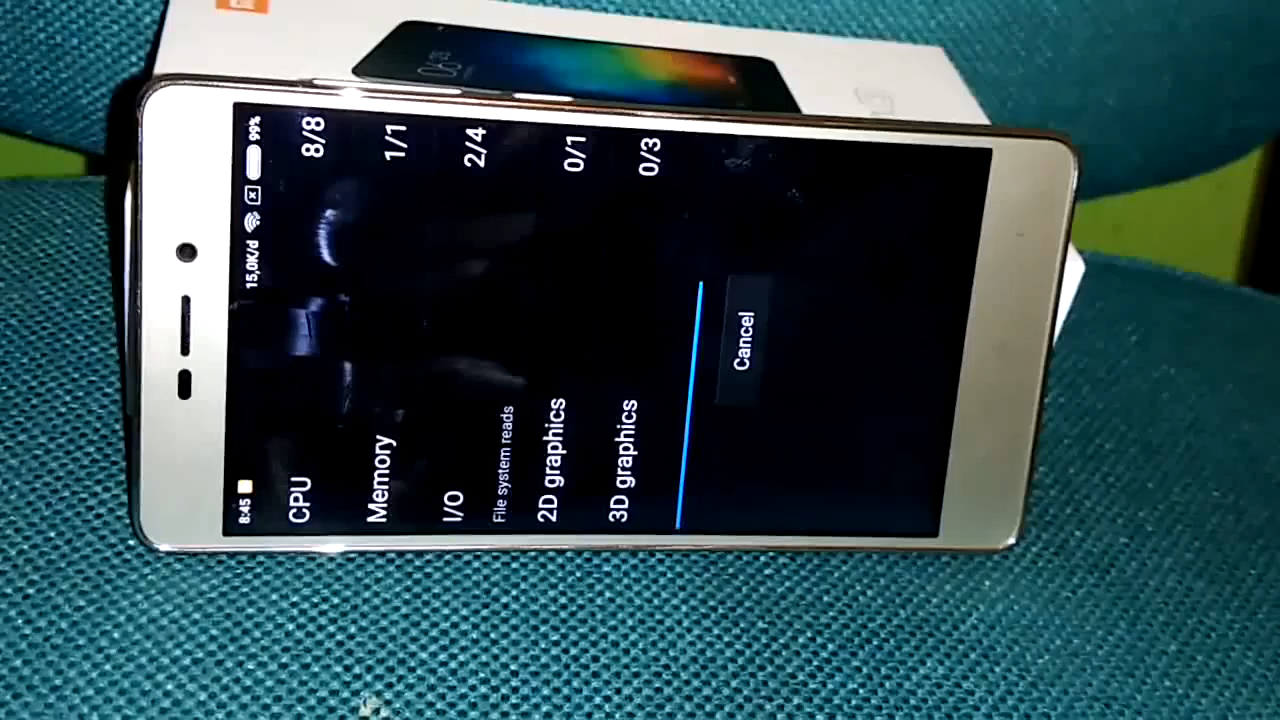 8:45 15,0K/d 99%
CPU 8/8
Memory 1/1
I/O 2/4
File system reads
2D graphics 0/1
3D graphics 0/3
Cancel